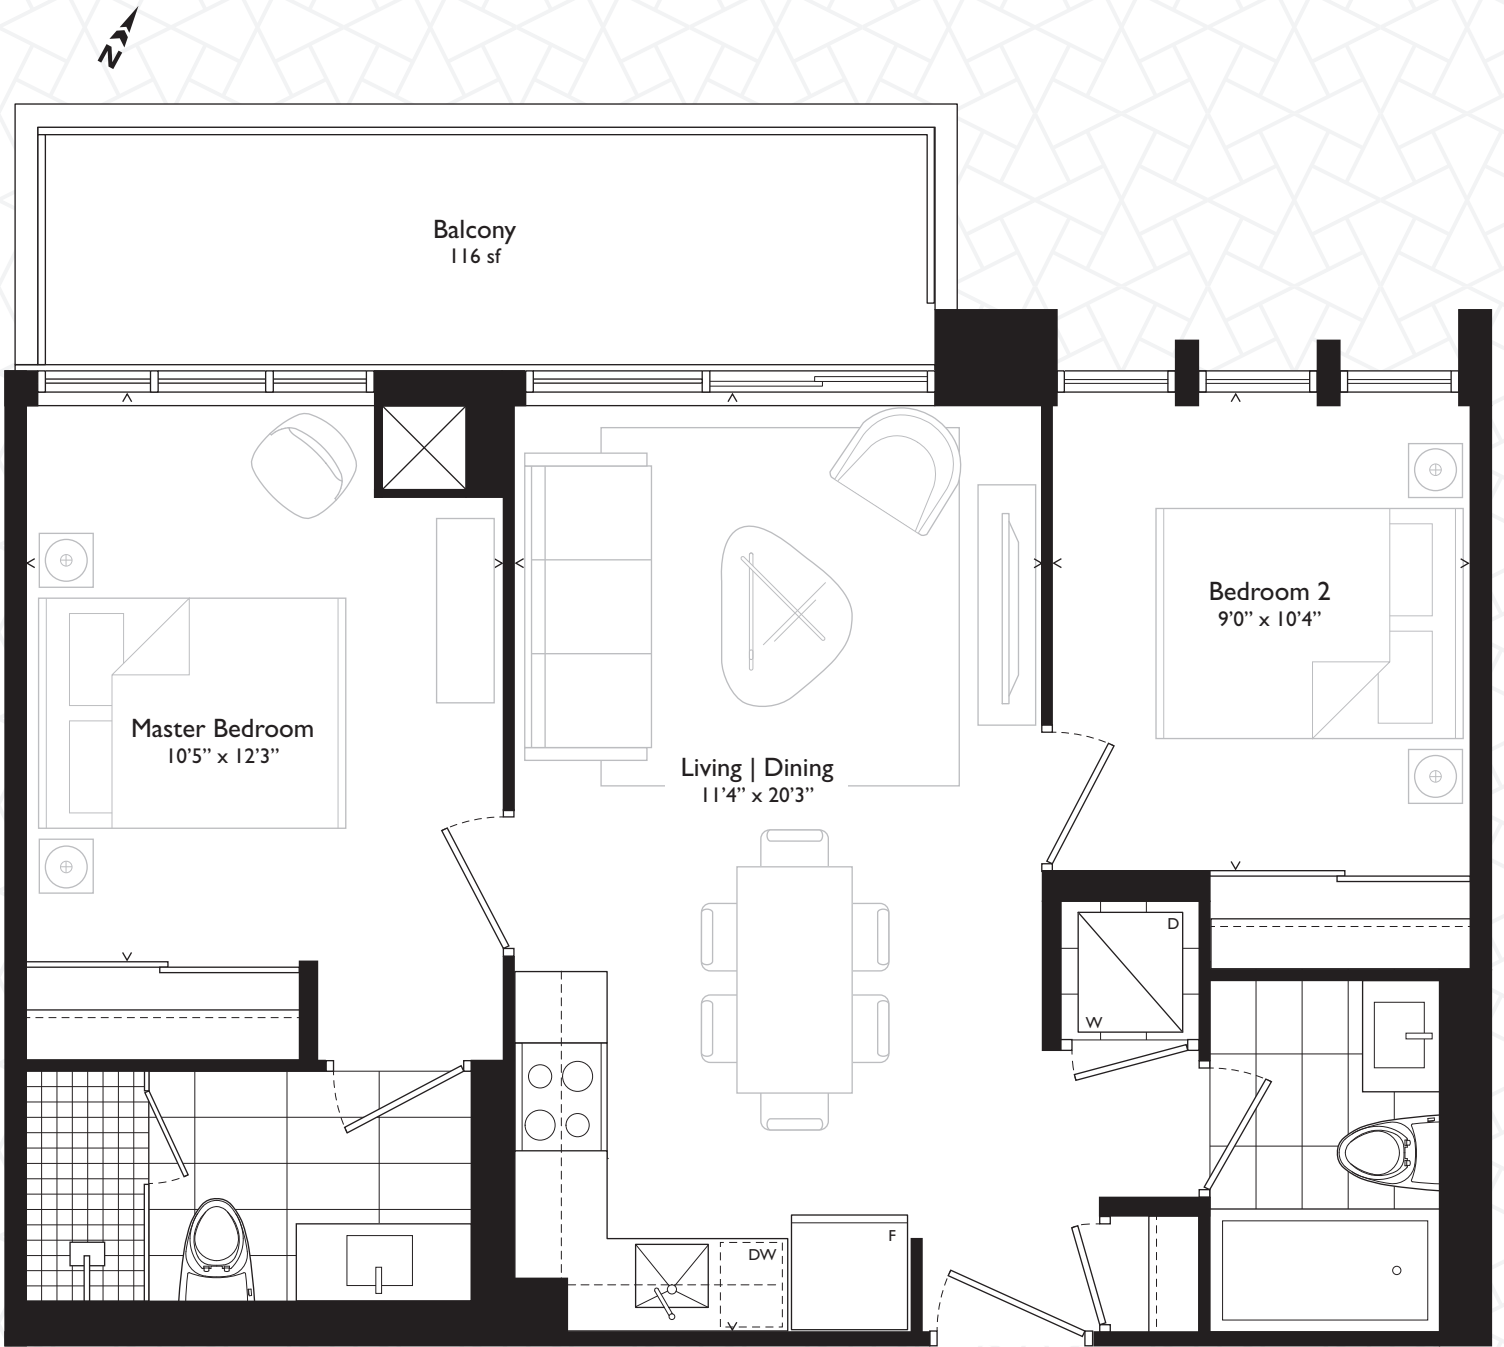 N
Balcony
116 sf
Bedroom 2
9’0” x 10’4”
Master Bedroom
10’5” x 12’3”
Living | Dining
11’4” x 20’3”
D
W
F
DW